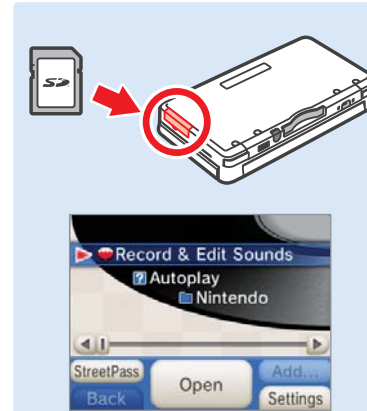 SD
Record & Edit Sounds
Autoplay
Nintendo
StreetPass
Add...
Open
Back
Settings